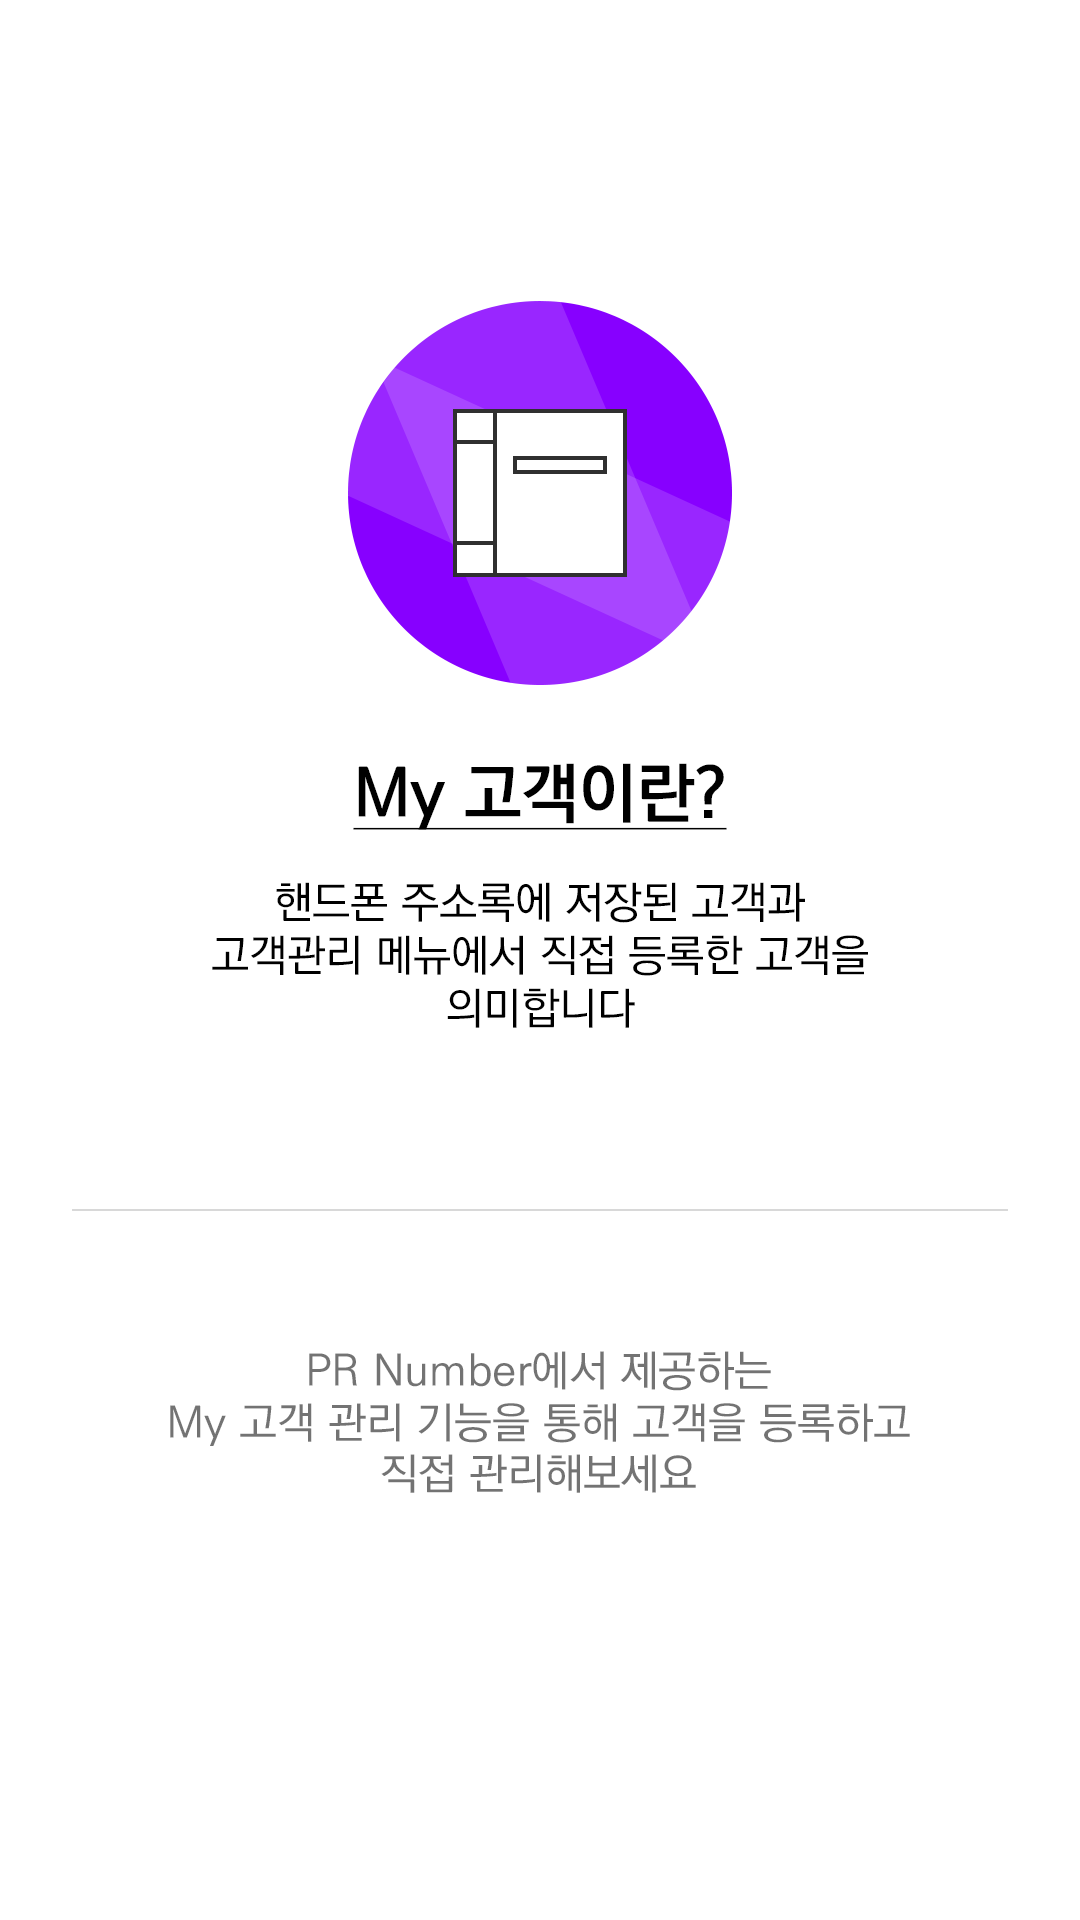 My 고객이란?
핸드폰 주소록에 저장된 고객과
고객관리 메뉴에서 직접 등록한 고객을
의미합니다
PR Number에서 제공하는
My 고객 관리 기능을 통해 고객을 등록하고
직접 관리해보세요